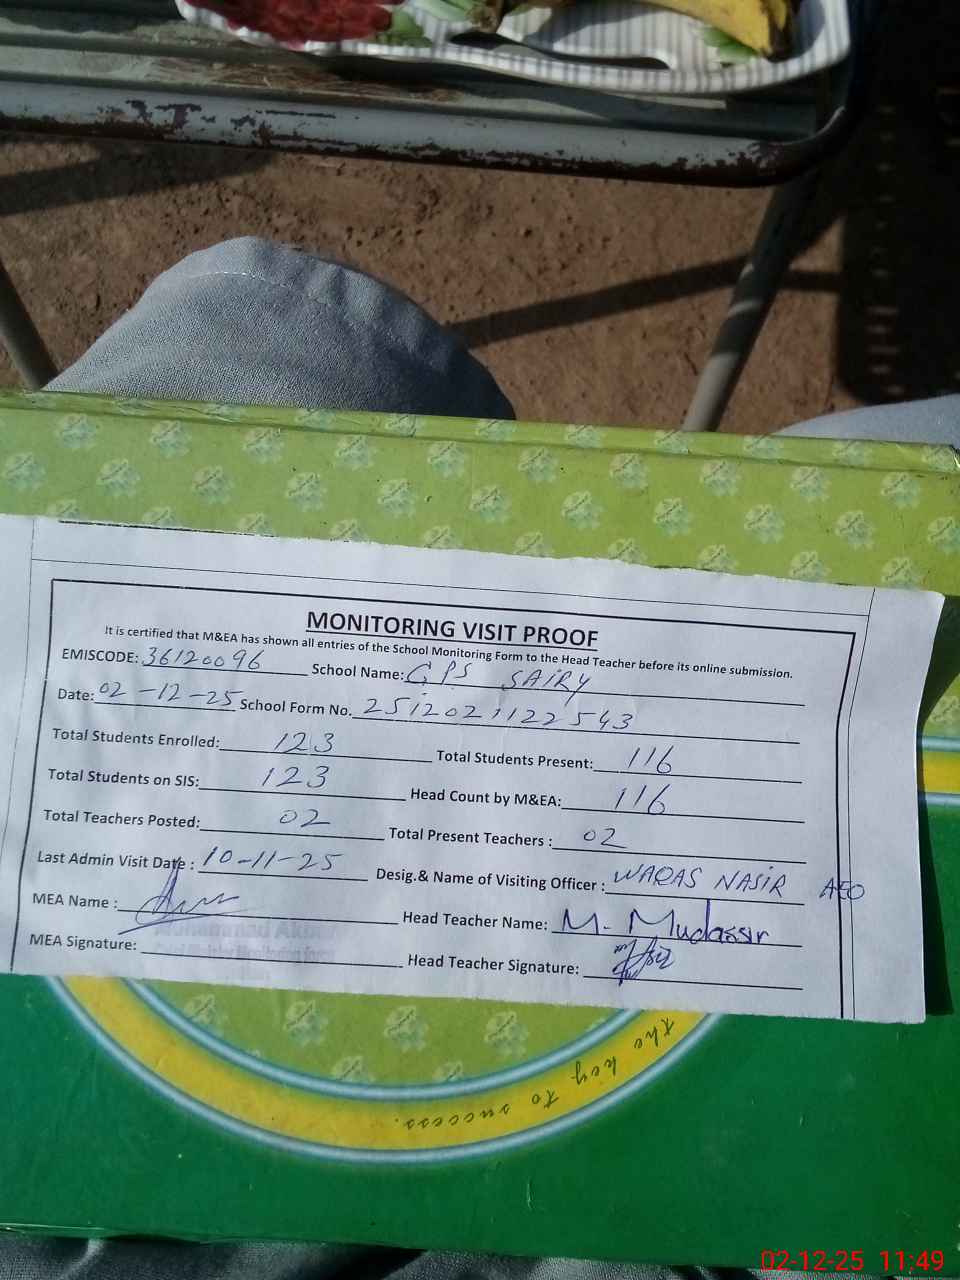 MONITORING VISIT PROOF
It is certified that M&EA has shown all entries of the School Monitoring Form to the Head Teacher before its online submission.
EMISCODE: 36120096 School Name: GPS SAIRY
Date: 02-12-25 School Form No. 2512021122543
Total Students Enrolled: 123 Total Students Present: 116
Total Students on SIS: 123 Head Count by M&EA: 116
Total Teachers Posted: 02 Total Present Teachers : 02
Last Admin Visit Date : 10-11-25 Desig.& Name of Visiting Officer : WAQAS NASIR AEO
MEA Name : Head Teacher Name: M. Mudassir
MEA Signature: Head Teacher Signature:
the key to success.
02-12-25 11:49